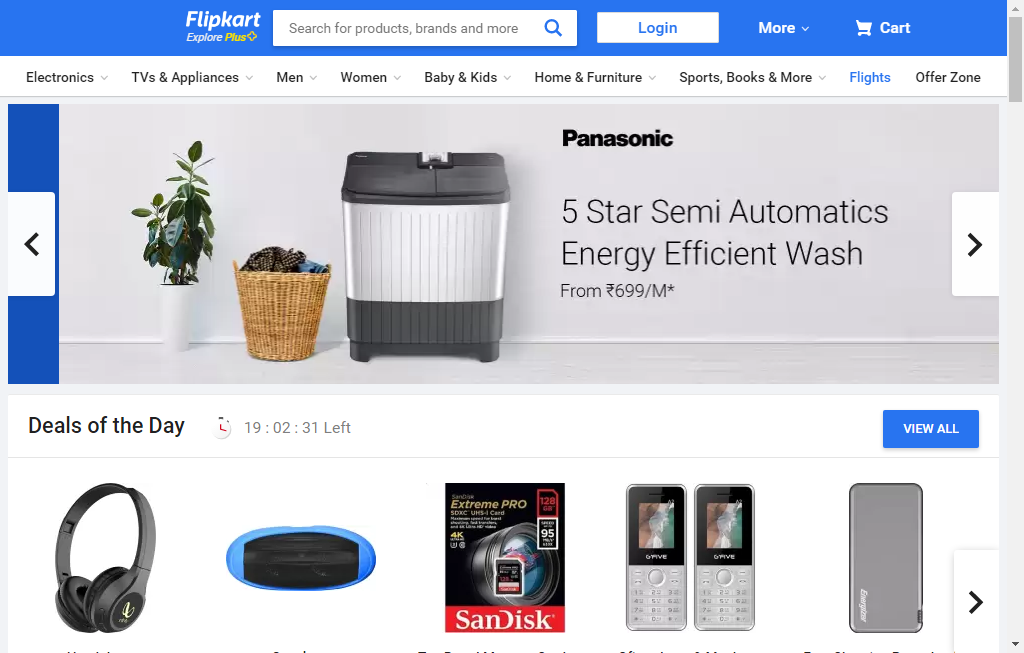 Flipkart
Explore Plus
Search for products, brands and more
Login
More
Cart
Electronics
TVs & Appliances
Men
Women
Baby & Kids
Home & Furniture
Sports, Books & More
Flights
Offer Zone
Panasonic
5 Star Semi Automatics
Energy Efficient Wash
From ₹699/M*
Deals of the Day
19 : 02 : 31 Left
VIEW ALL
SanDisk
Extreme PRO
SDXC UHS-I Card
128
GB
95
4K
SanDisk
G'FIVE
G'FIVE
Energizer